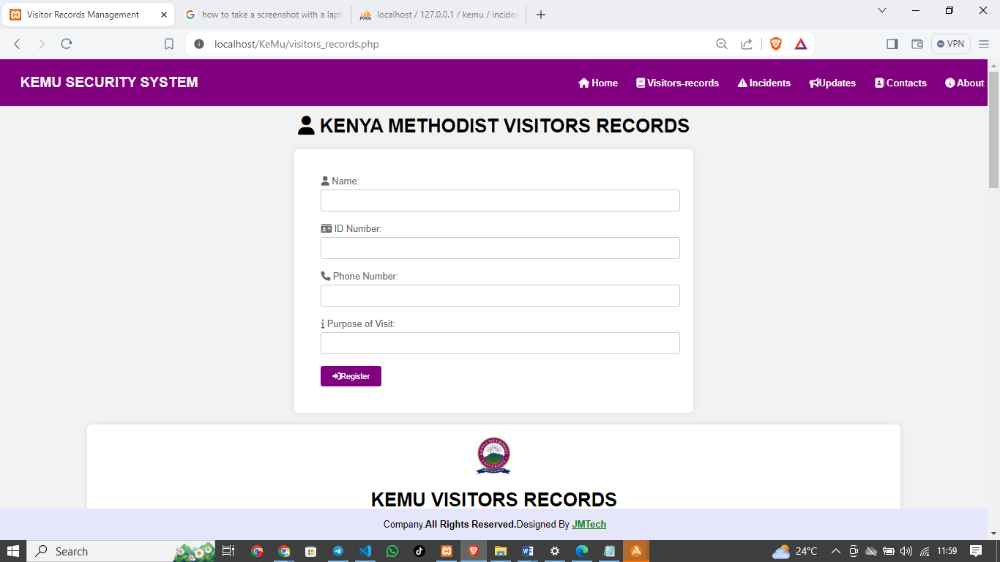 Visitor Records Management
how to take a screenshot with a lapt
localhost / 127.0.0.1 / kemu / inciden
localhost/KeMu/visitors_records.php
VPN
KEMU SECURITY SYSTEM
Home
Visitors-records
Incidents
Updates
Contacts
About
KENYA METHODIST VISITORS RECORDS
Name:
ID Number:
Phone Number:
Purpose of Visit:
Register
KEMU VISITORS RECORDS
Company.All Rights Reserved.Designed By JMTech
Search
24°C
11:59